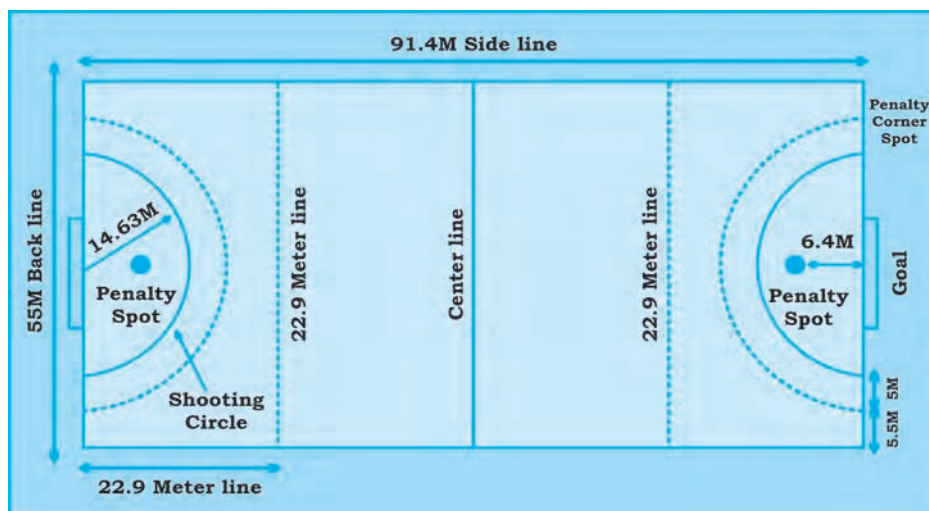 91.4M Side line
Penalty
Corner
Spot
55M Back line
14.63M
Penalty
Spot
22.9 Meter line
Center line
22.9 Meter line
6.4M
Penalty
Spot
Goal
Shooting
Circle
5M
5.5M
22.9 Meter line